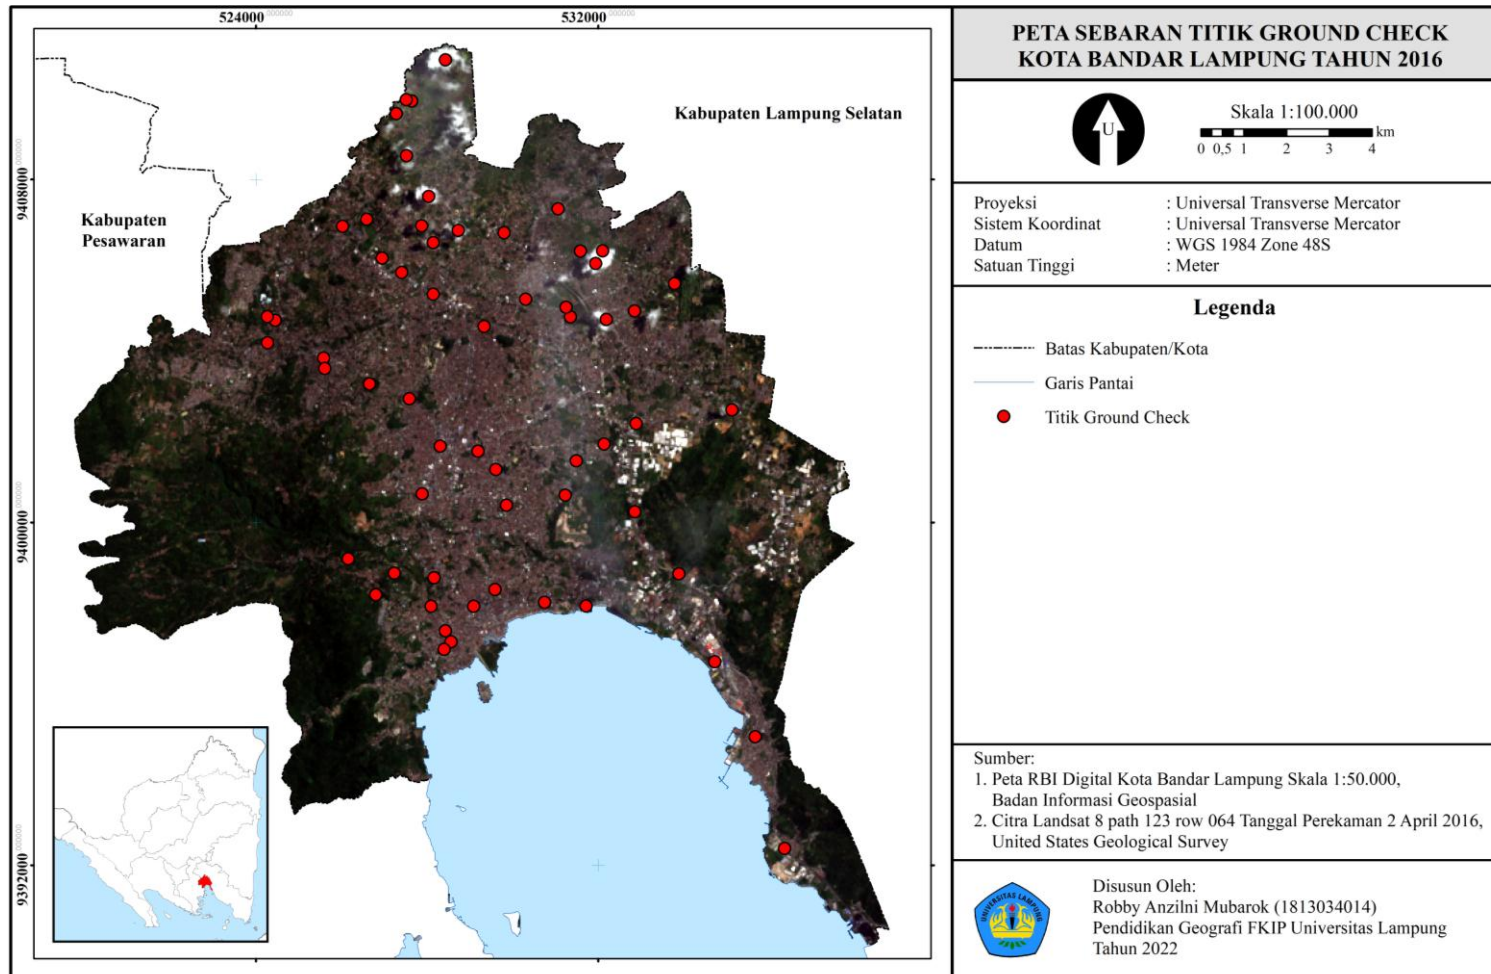 524000
532000
9408000
9400000
9392000
Kabupaten Lampung Selatan
Kabupaten
Pesawaran
PETA SEBARAN TITIK GROUND CHECK
KOTA BANDAR LAMPUNG TAHUN 2016
U
Skala 1:100.000
km
0 0,5 1 2 3 4
Proyeksi : Universal Transverse Mercator
Sistem Koordinat : Universal Transverse Mercator
Datum : WGS 1984 Zone 48S
Satuan Tinggi : Meter
Legenda
Batas Kabupaten/Kota
Garis Pantai
Titik Ground Check
Sumber:
1. Peta RBI Digital Kota Bandar Lampung Skala 1:50.000,
Badan Informasi Geospasial
2. Citra Landsat 8 path 123 row 064 Tanggal Perekaman 2 April 2016,
United States Geological Survey
UNIVERSITAS LAMPUNG
Disusun Oleh:
Robby Anzilni Mubarok (1813034014)
Pendidikan Geografi FKIP Universitas Lampung
Tahun 2022